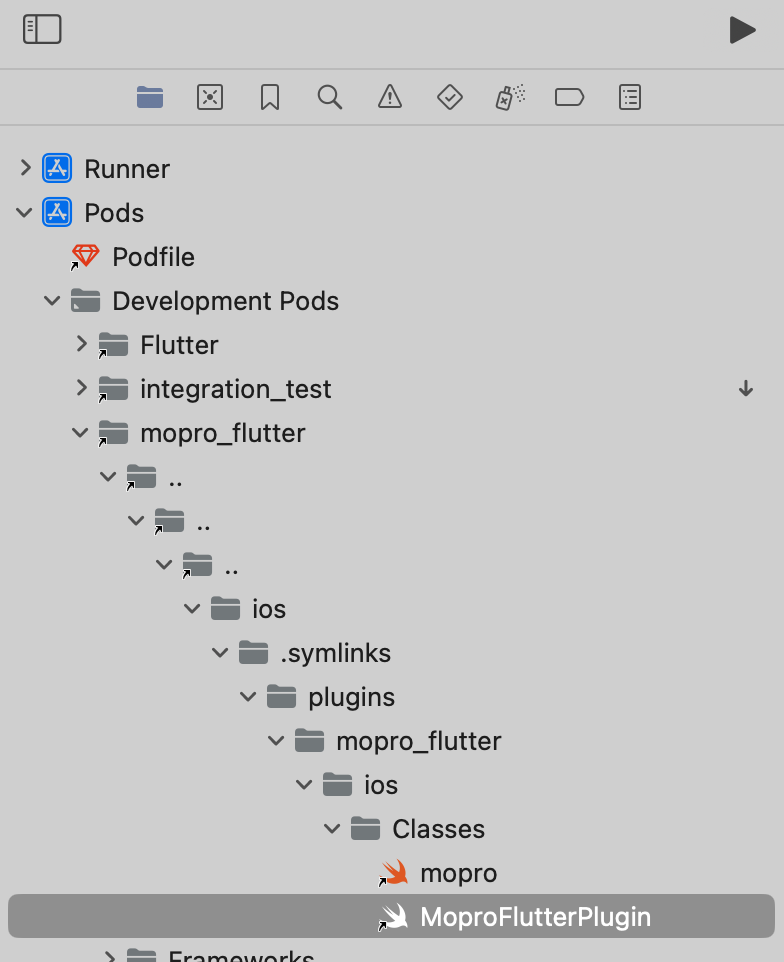 Runner
Pods
Podfile
Development Pods
Flutter
integration_test
mopro_flutter
..
..
..
ios
.symlinks
plugins
mopro_flutter
ios
Classes
mopro
MoproFlutterPlugin
Frameworks